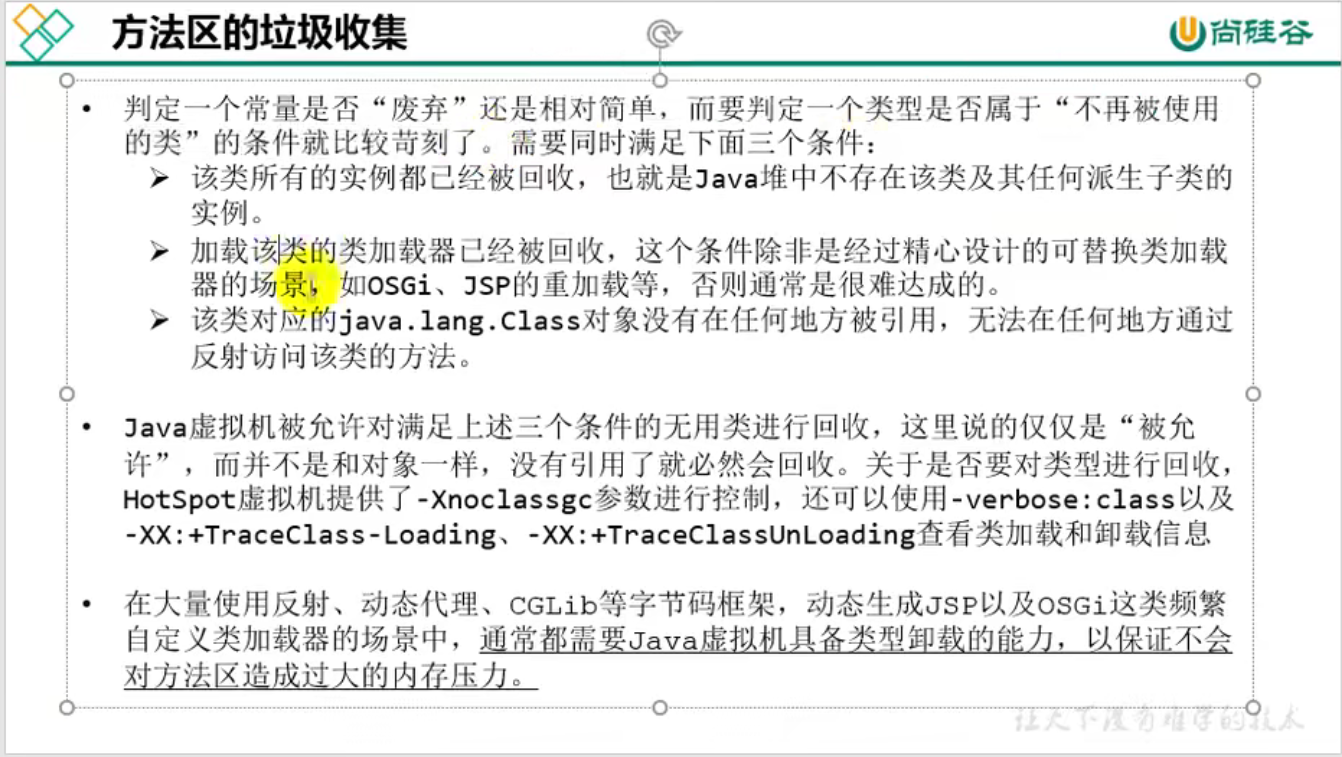 方法区的垃圾收集
尚硅谷
• 判定一个常量是否“废弃”还是相对简单，而要判定一个类型是否属于“不再被使用
的类”的条件就比较苛刻了。需要同时满足下面三个条件：
➢ 该类所有的实例都已经被回收，也就是Java堆中不存在该类及其任何派生子类的
实例。
➢ 加载该类的类加载器已经被回收，这个条件除非是经过精心设计的可替换类加载
器的场景，如OSGi、JSP的重加载等，否则通常是很难达成的。
➢ 该类对应的java.lang.Class对象没有在任何地方被引用，无法在任何地方通过
反射访问该类的方法。
• Java虚拟机被允许对满足上述三个条件的无用类进行回收，这里说的仅仅是“被允
许”，而并不是和对象一样，没有引用了就必然会回收。关于是否要对类型进行回收，
HotSpot虚拟机提供了-Xnoclassgc参数进行控制，还可以使用-verbose:class以及
-XX:+TraceClass-Loading、-XX:+TraceClassUnLoading查看类加载和卸载信息
• 在大量使用反射、动态代理、CGLib等字节码框架，动态生成JSP以及OSGi这类频繁
自定义类加载器的场景中，通常都需要Java虚拟机具备类型卸载的能力，以保证不会
对方法区造成过大的内存压力。
让天下没有难学的技术